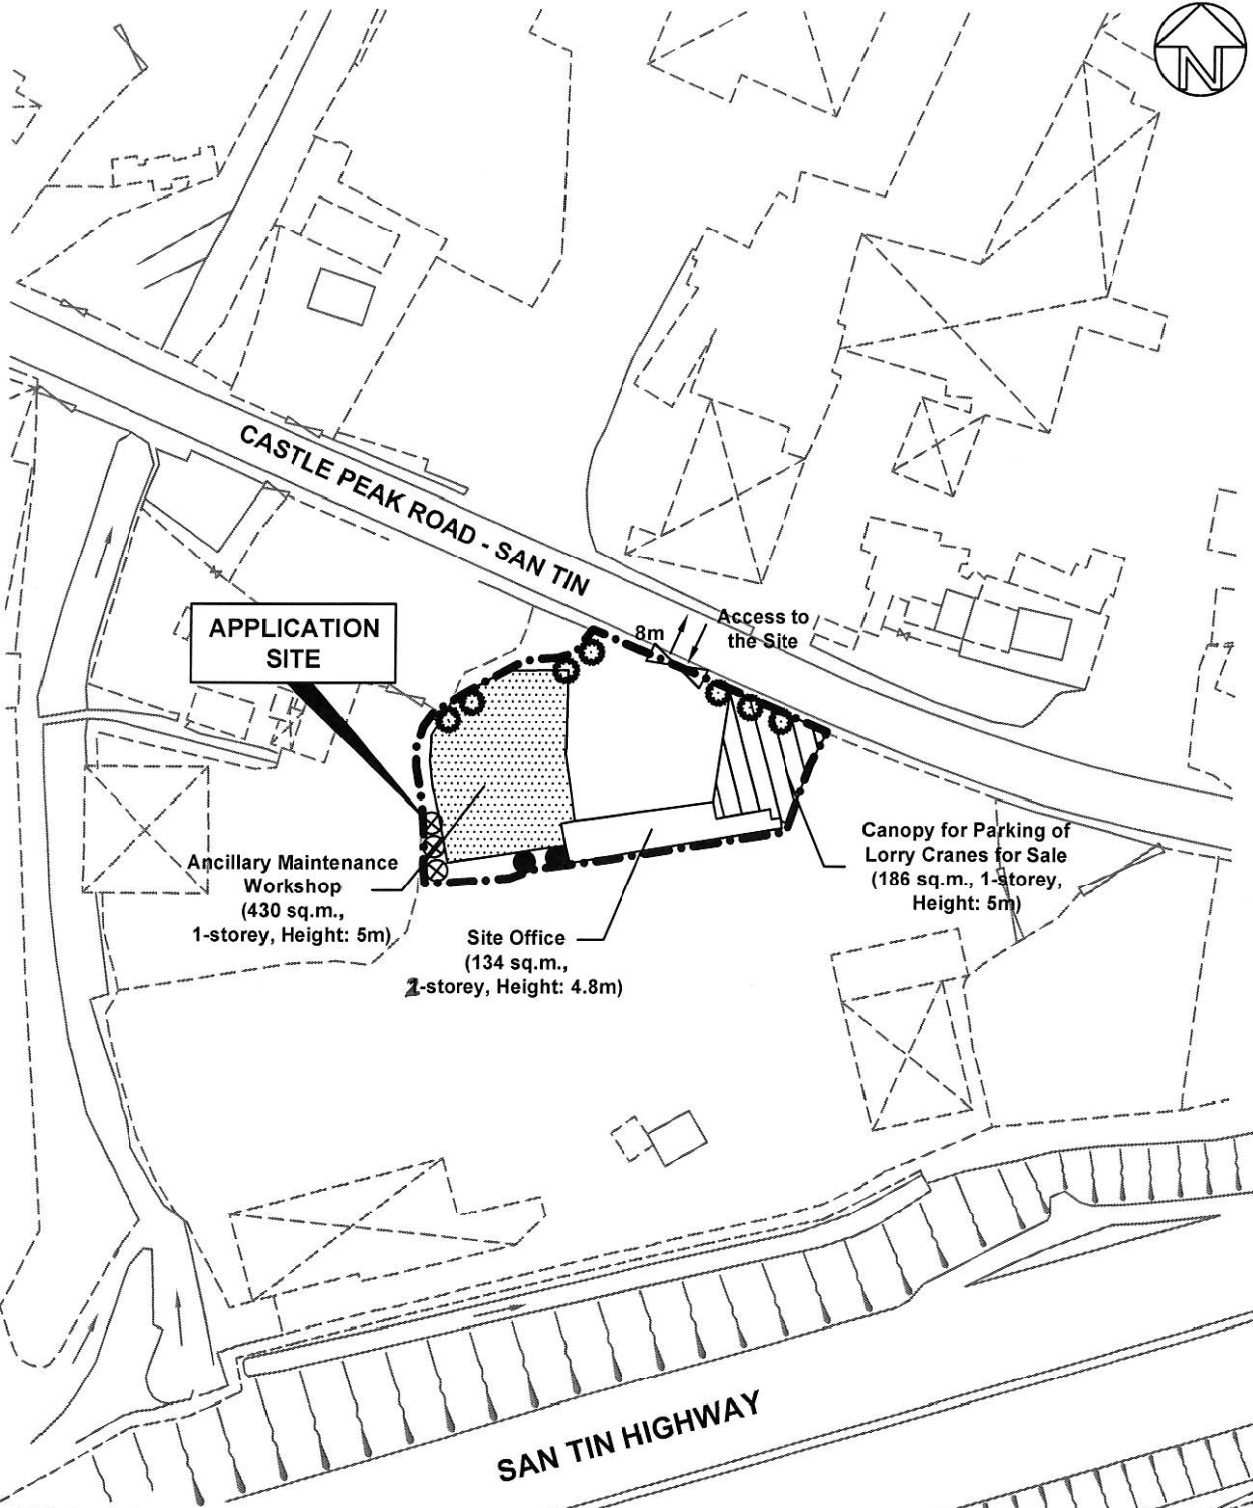 N
CASTLE PEAK ROAD - SAN TIN
APPLICATION
SITE
8m
Access to
the Site
Ancillary Maintenance
Workshop
(430 sq.m.,
1-storey, Height: 5m)
Canopy for Parking of
Lorry Cranes for Sale
(186 sq.m., 1-storey,
Height: 5m)
Site Office
(134 sq.m.,
2-storey, Height: 4.8m)
SAN TIN HIGHWAY